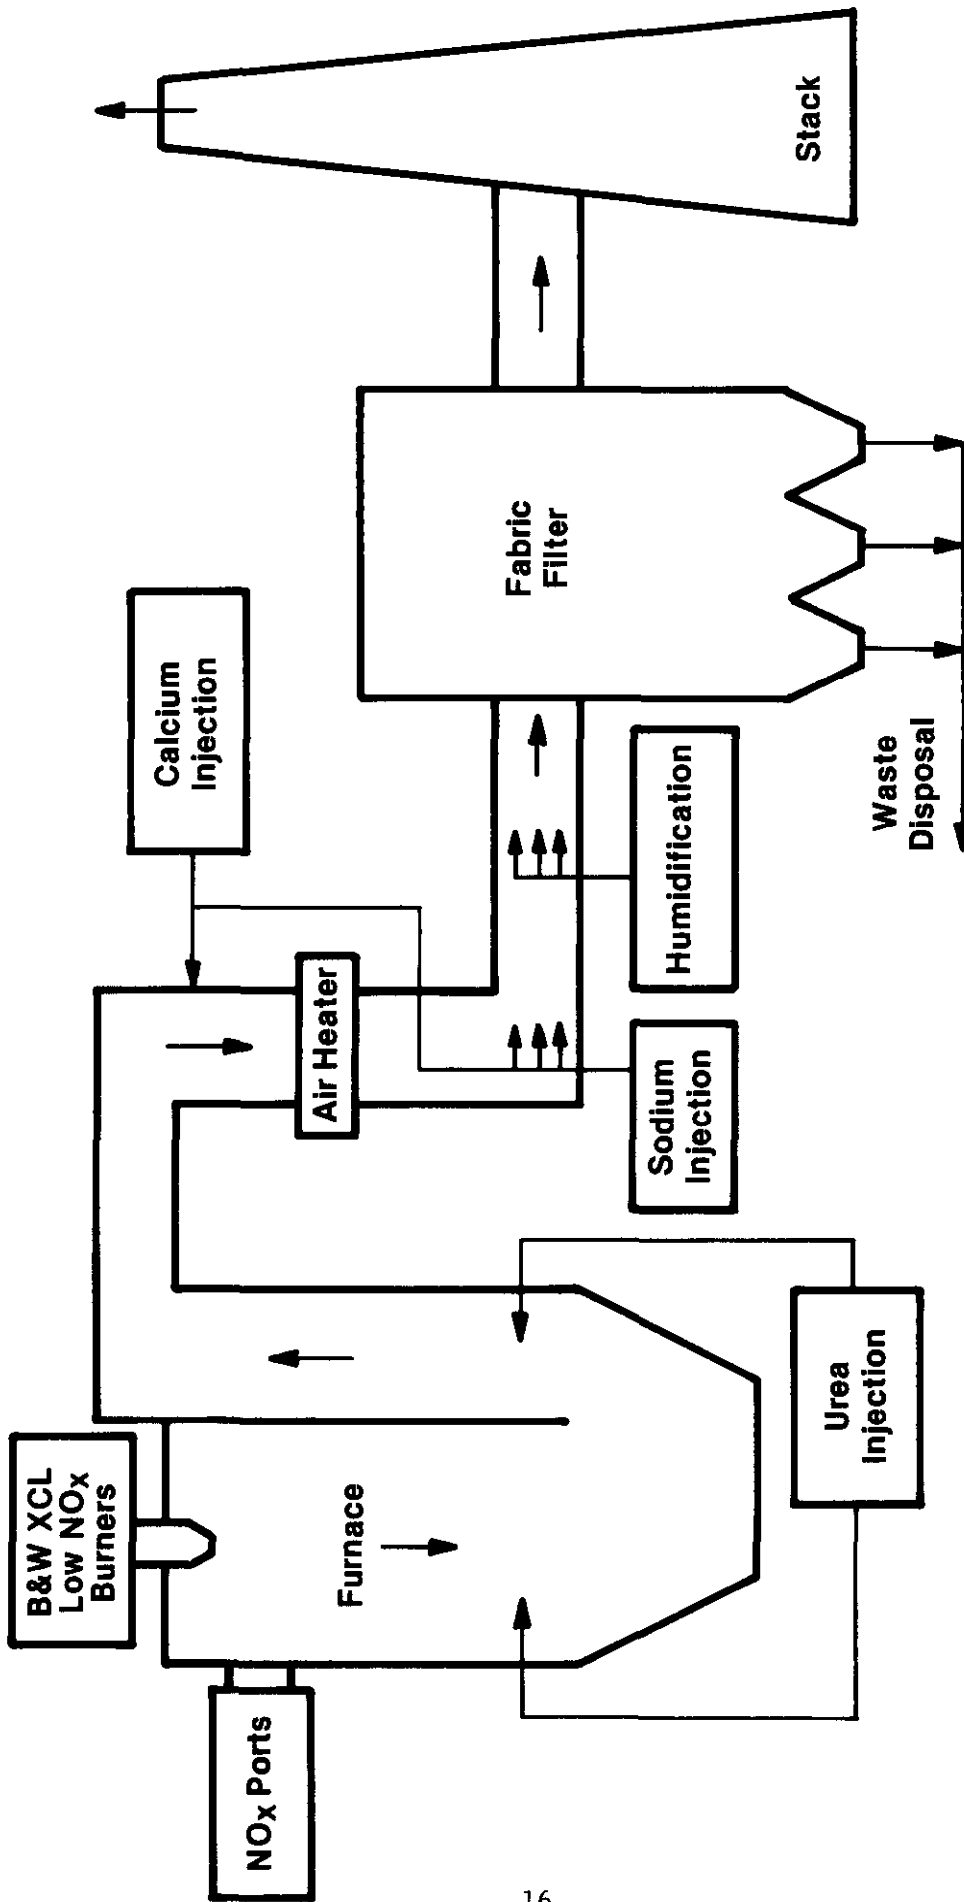 B&W XCL
Low NOx
Burners
NOx Ports
Furnace
Urea
Injection
Air Heater
Calcium
Injection
Sodium
Injection
Humidification
Fabric
Filter
Waste
Disposal
Stack
16